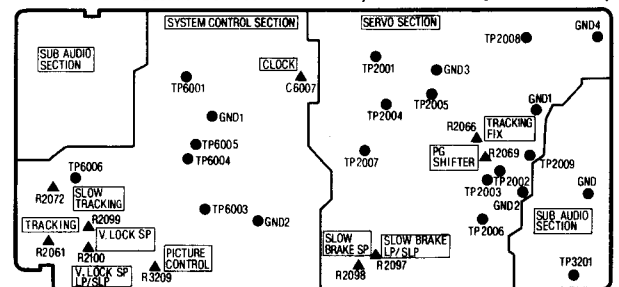 SYSTEM CONTROL SECTION
SERVO SECTION
GND4
TP2008
SUB AUDIO
SECTION
CLOCK
TP2001
GND3
TP6001
C6007
TP2005
TP2004
GND1
GND1
R2066
TRACKING
FIX
TP6005
TP6004
TP2007
PG
SHIFTER
R2069
TP2009
TP6006
R2072
SLOW
TRACKING
TP2002
TP2003
GND
GND2
TP6003
GND2
TP2006
SUB AUDIO
SECTION
TRACKING
R2099
V. LOCK SP
R2061
R2100
V. LOCK SP
LP/SLP
PICTURE
CONTROL
R3209
SLOW
BRAKE SP
SLOW BRAKE
LP/SLP
R2098
R2097
TP3201